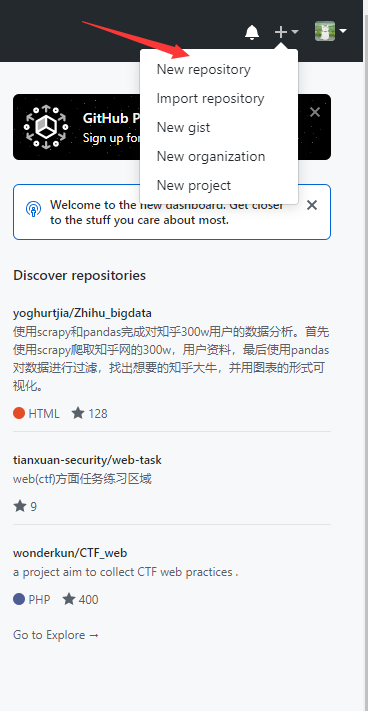 New repository
Import repository
New gist
New organization
New project
GitHub P
Sign up for
Welcome to the new dashboard. Get closer
to the stuff you care about most.
Discover repositories
yoghurtjia/Zhihu_bigdata
使用scrapy和pandas完成对知乎300w用户的数据分析。首先
使用scrapy爬取知乎网的300w，用户资料，最后使用pandas
对数据进行过滤，找出想要的知乎大牛，并用图表的形式可
视化。
HTML 128
tianxuan-security/web-task
web(ctf)方面任务练习区域
9
wonderkun/CTF_web
a project aim to collect CTF web practices .
PHP 400
Go to Explore →